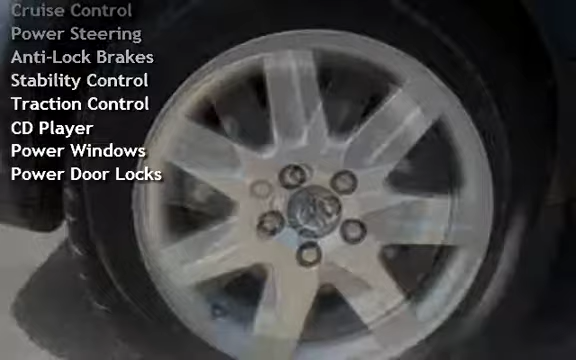 Cruise Control
Power Steering
Anti-Lock Brakes
Stability Control
Traction Control
CD Player
Power Windows
Power Door Locks